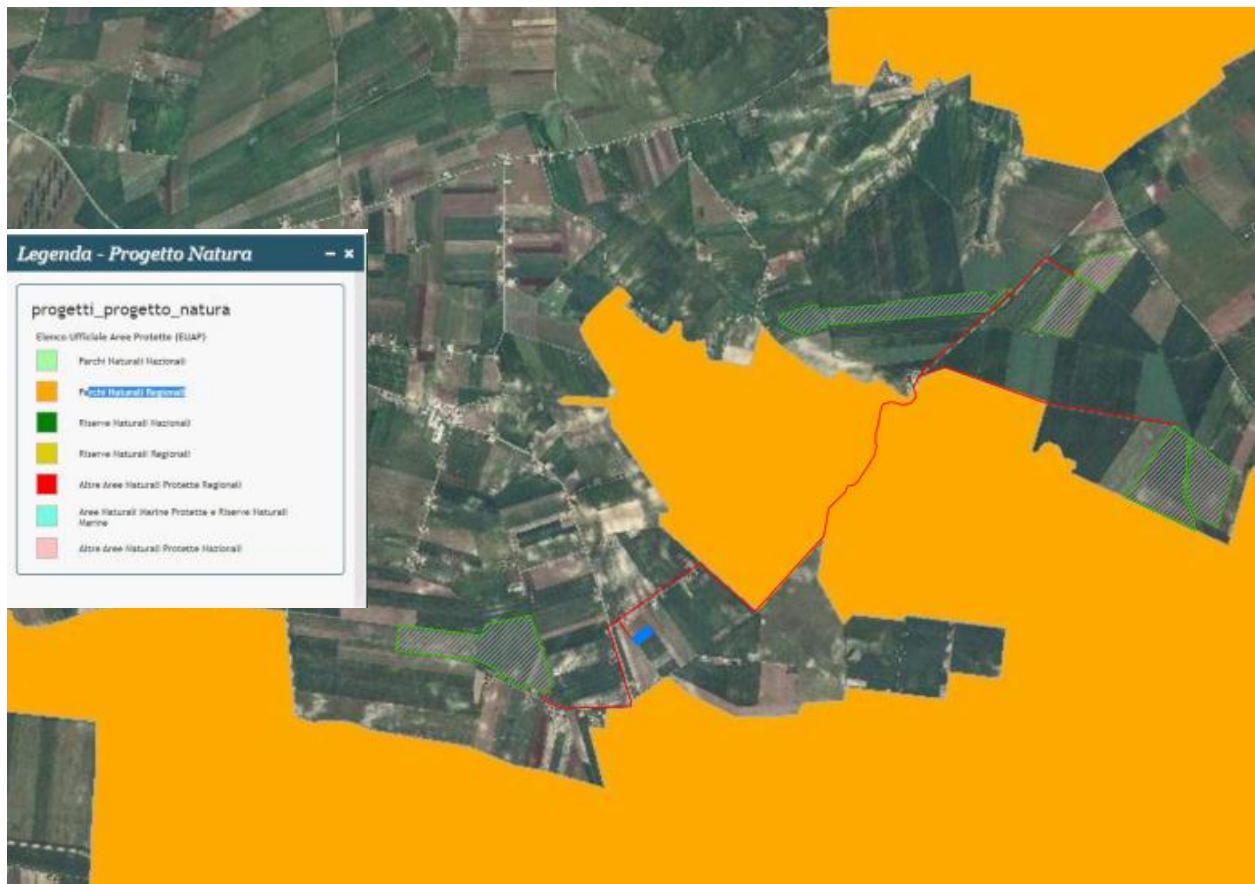 Legenda - Progetto Natura
progetti_progetto_natura
Elenco Ufficiale Aree Protette (EUAP)
Parchi Naturali Nazionali
Parchi Naturali Regionali
Riserve Naturali Nazionali
Riserve Naturali Regionali
Altre Aree Naturali Protette Regionali
Aree Naturali Marine Protette e Riserve Naturali
Marine
Altre Aree Naturali Protette Nazionali